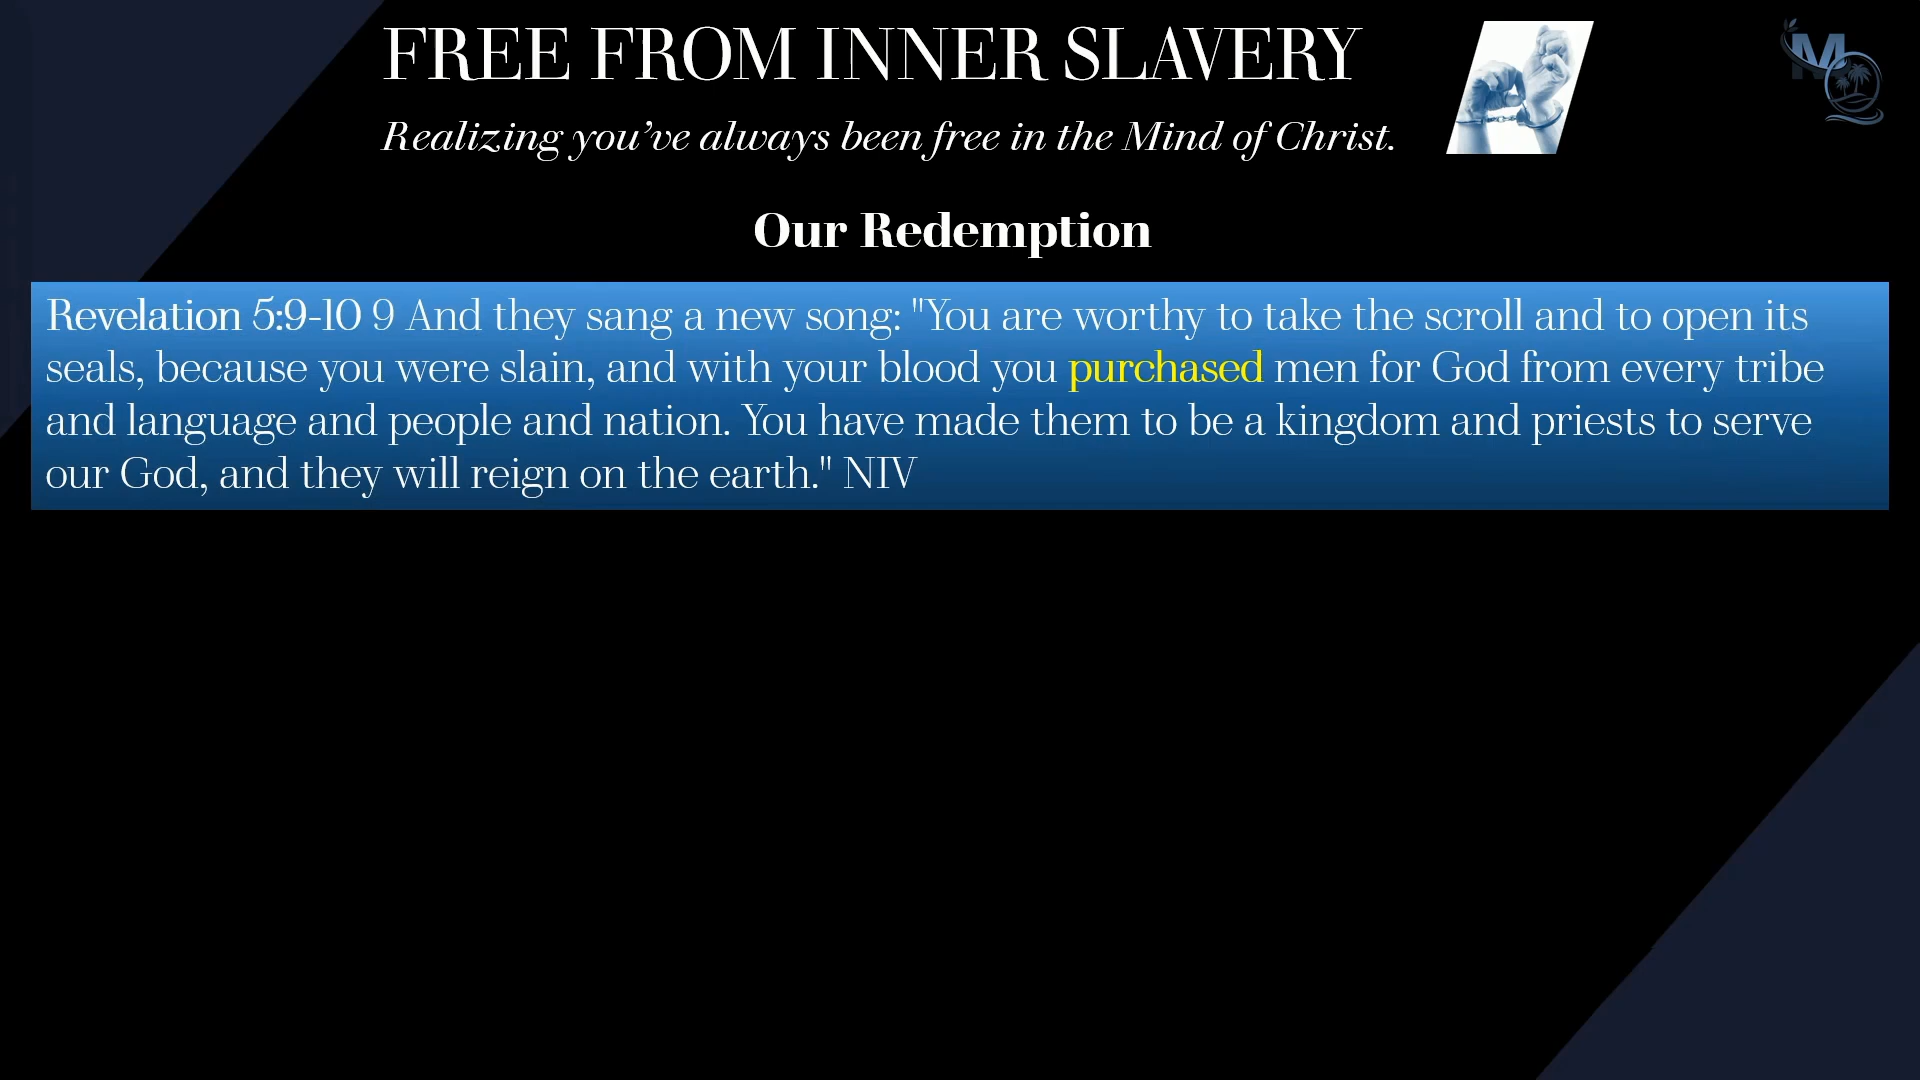 FREE FROM INNER SLAVERY
Realizing you've always been free in the Mind of Christ.
M
Our Redemption
Revelation 5:9-10 9 And they sang a new song: "You are worthy to take the scroll and to open its
seals, because you were slain, and with your blood you purchased men for God from every tribe
and language and people and nation. You have made them to be a kingdom and priests to serve
our God, and they will reign on the earth." NIV